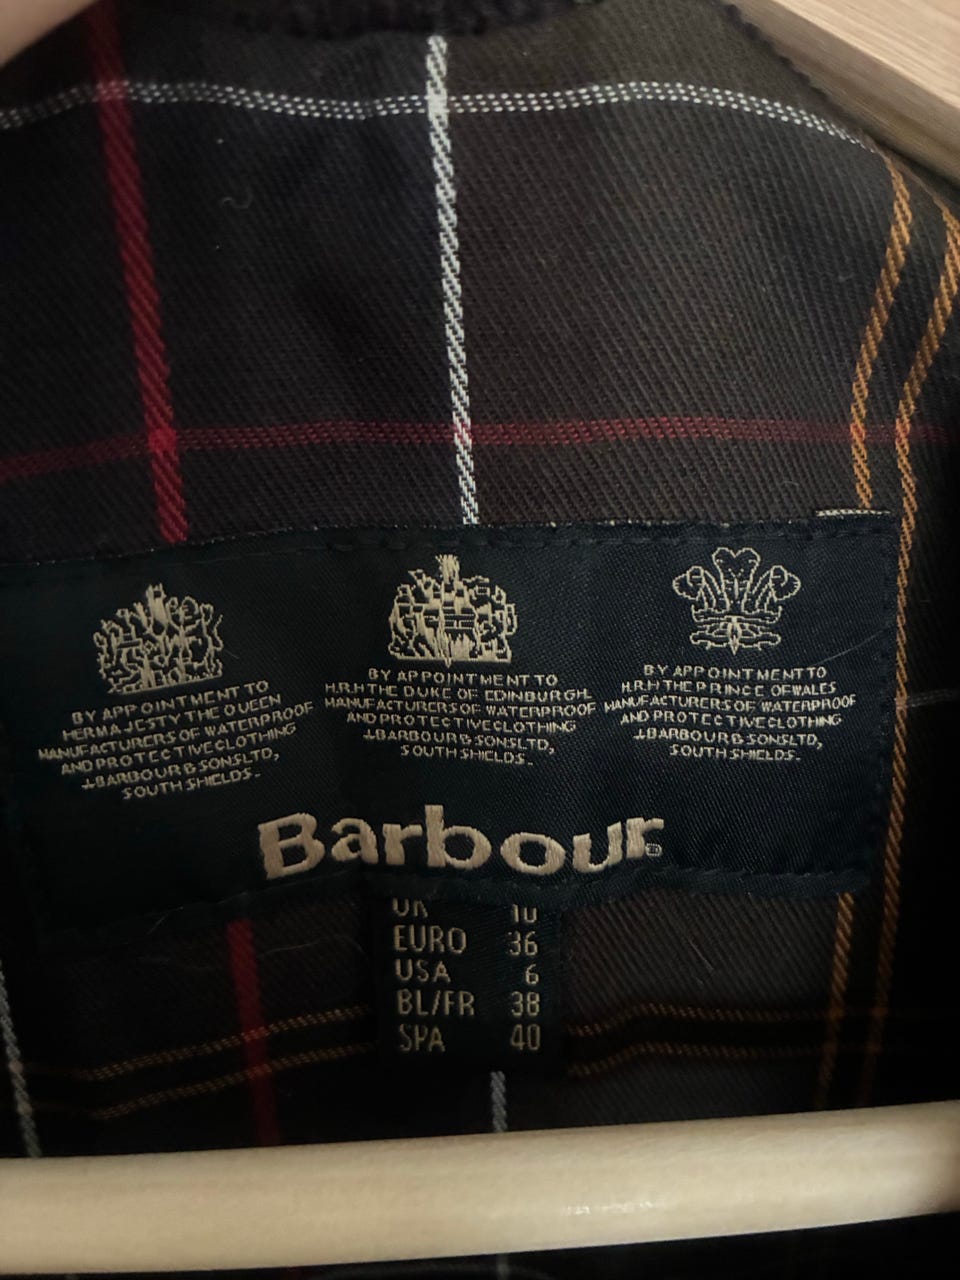 BY APPOINTMENT TO
HER MAJESTY THE QUEEN
MANUFACTURERS OF WATERPROOF
AND PROTECTIVE CLOTHING
J.BARBOUR & SONS LTD,
SOUTH SHIELDS.
BY APPOINTMENT TO
H.R.H THE DUKE OF EDINBURGH
MANUFACTURERS OF WATERPROOF
AND PROTECTIVE CLOTHING
J.BARBOUR & SONS LTD,
SOUTH SHIELDS.
BY APPOINTMENT TO
H.R.H THE PRINCE OF WALES
MANUFACTURERS OF WATERPROOF
AND PROTECTIVE CLOTHING
J.BARBOUR & SONS LTD,
SOUTH SHIELDS.
Barbour®
UK 10
EURO 36
USA 6
BL/FR 38
SPA 40